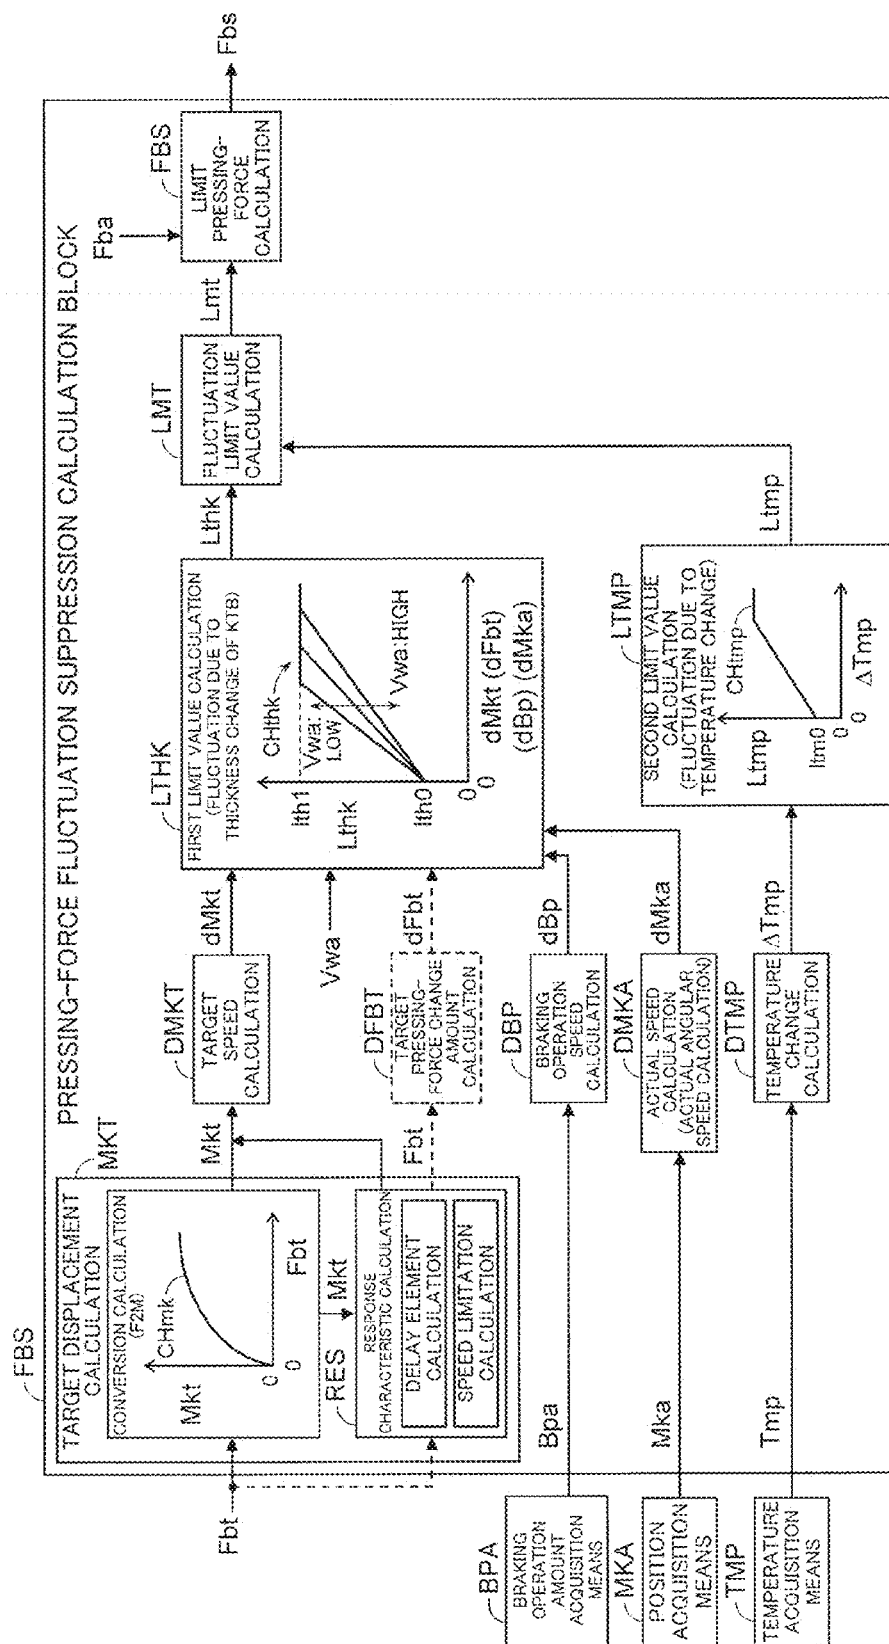 PRESSING-FORCE FLUCTUATION SUPPRESSION CALCULATION BLOCK
FBS
MKT
TARGET DISPLACEMENT
CALCULATION
CONVERSION CALCULATION
(F2M)
CHmk
Mkt
0
0
Fbt
Fbt
RES
Mkt
RESPONSE
CHARACTERISTIC CALCULATION
DELAY ELEMENT
CALCULATION
SPEED LIMITATION
CALCULATION
Mkt
Fbt
DMKT
TARGET
SPEED
CALCULATION
dMkt
Vwa
DFBT
TARGET
PRESSING-
FORCE CHANGE
AMOUNT
CALCULATION
dFbt
BPA
BRAKING
OPERATION
AMOUNT
ACQUISITION
MEANS
Bpa
DBP
BRAKING
OPERATION
SPEED
CALCULATION
dBp
MKA
POSITION
ACQUISITION
MEANS
Mka
DMKA
ACTUAL SPEED
CALCULATION
(ACTUAL ANGULAR
SPEED CALCULATION)
dMka
TMP
TEMPERATURE
ACQUISITION
MEANS
Tmp
DTMP
TEMPERATURE
CHANGE
CALCULATION
ΔTmp
LTHK
FIRST LIMIT VALUE CALCULATION
(FLUCTUATION DUE TO
THICKNESS CHANGE OF KTB)
CHthk
lth1
Vwa:
LOW
Lthk
Vwa:HIGH
lth0
0
0
dMkt (dFbt)
(dBp) (dMka)
Lthk
LTMP
SECOND LIMIT VALUE
CALCULATION
(FLUCTUATION DUE TO
TEMPERATURE CHANGE)
Ltmp
CHtmp
ltm0
0
0
ΔTmp
Ltmp
LMT
FLUCTUATION
LIMIT VALUE
CALCULATION
Lmt
Fba
FBS
LIMIT
PRESSING-
FORCE
CALCULATION
Fbs